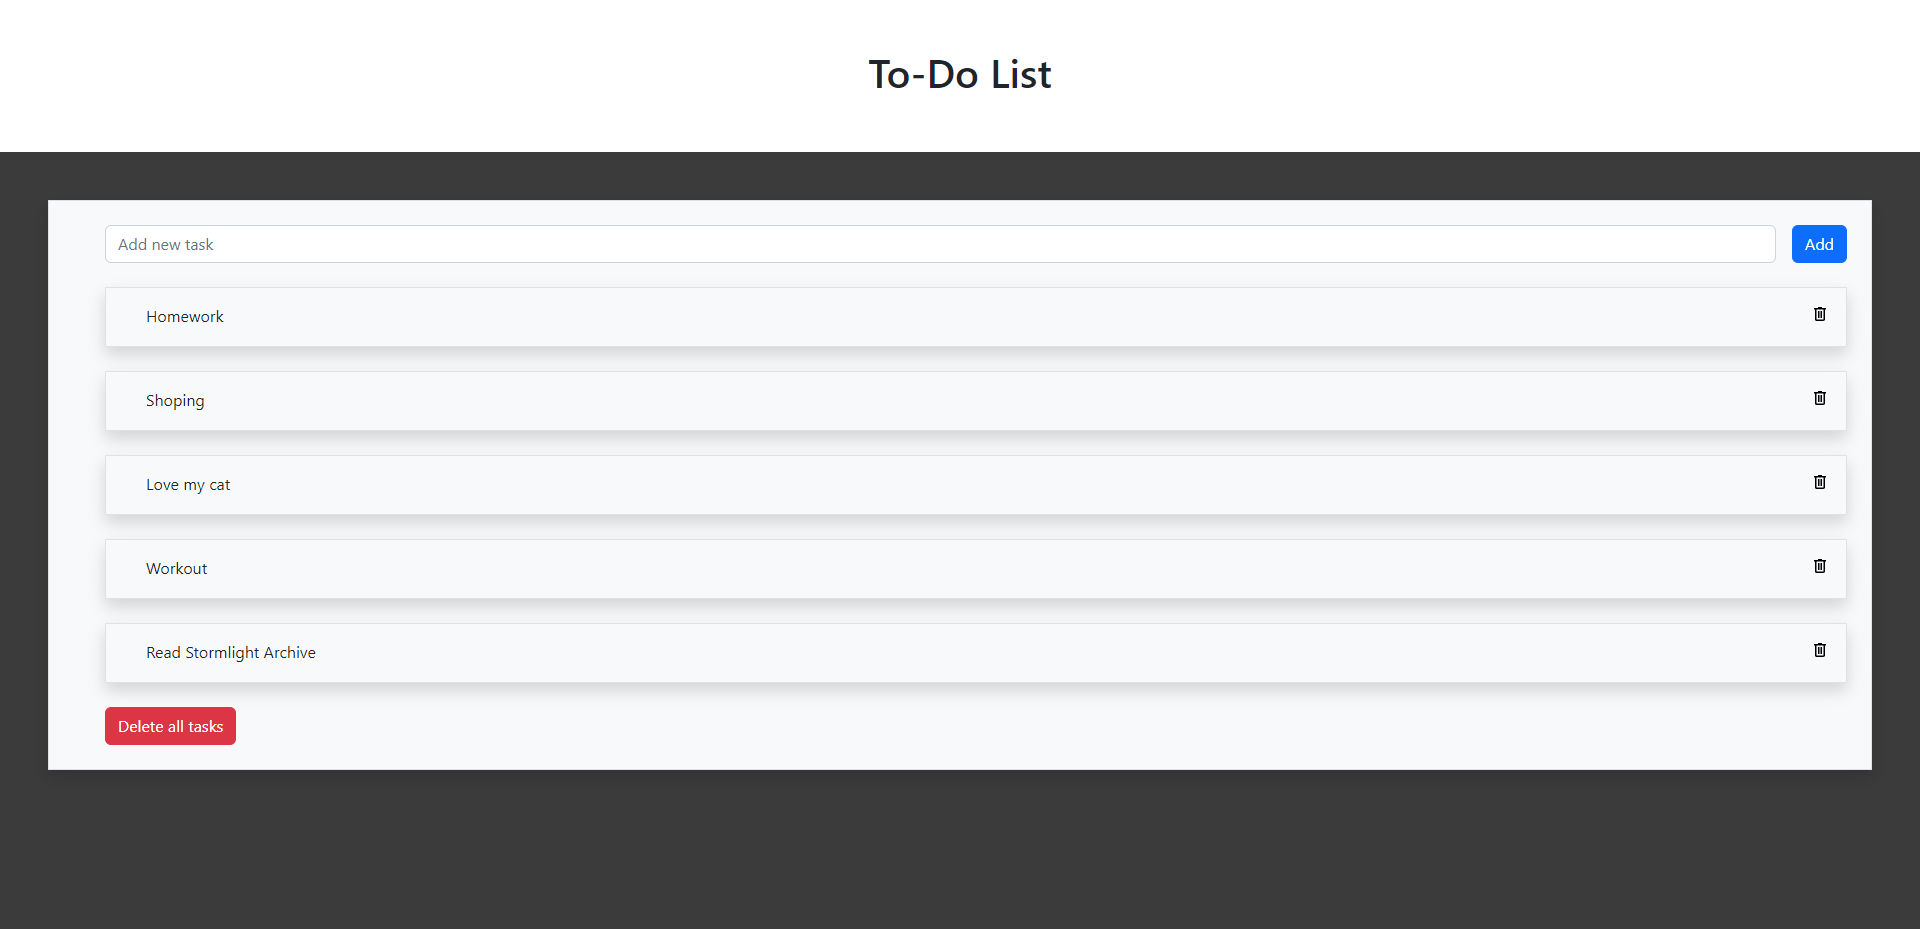 To-Do List
Add new task
Add
Homework
Shoping
Love my cat
Workout
Read Stormlight Archive
Delete all tasks